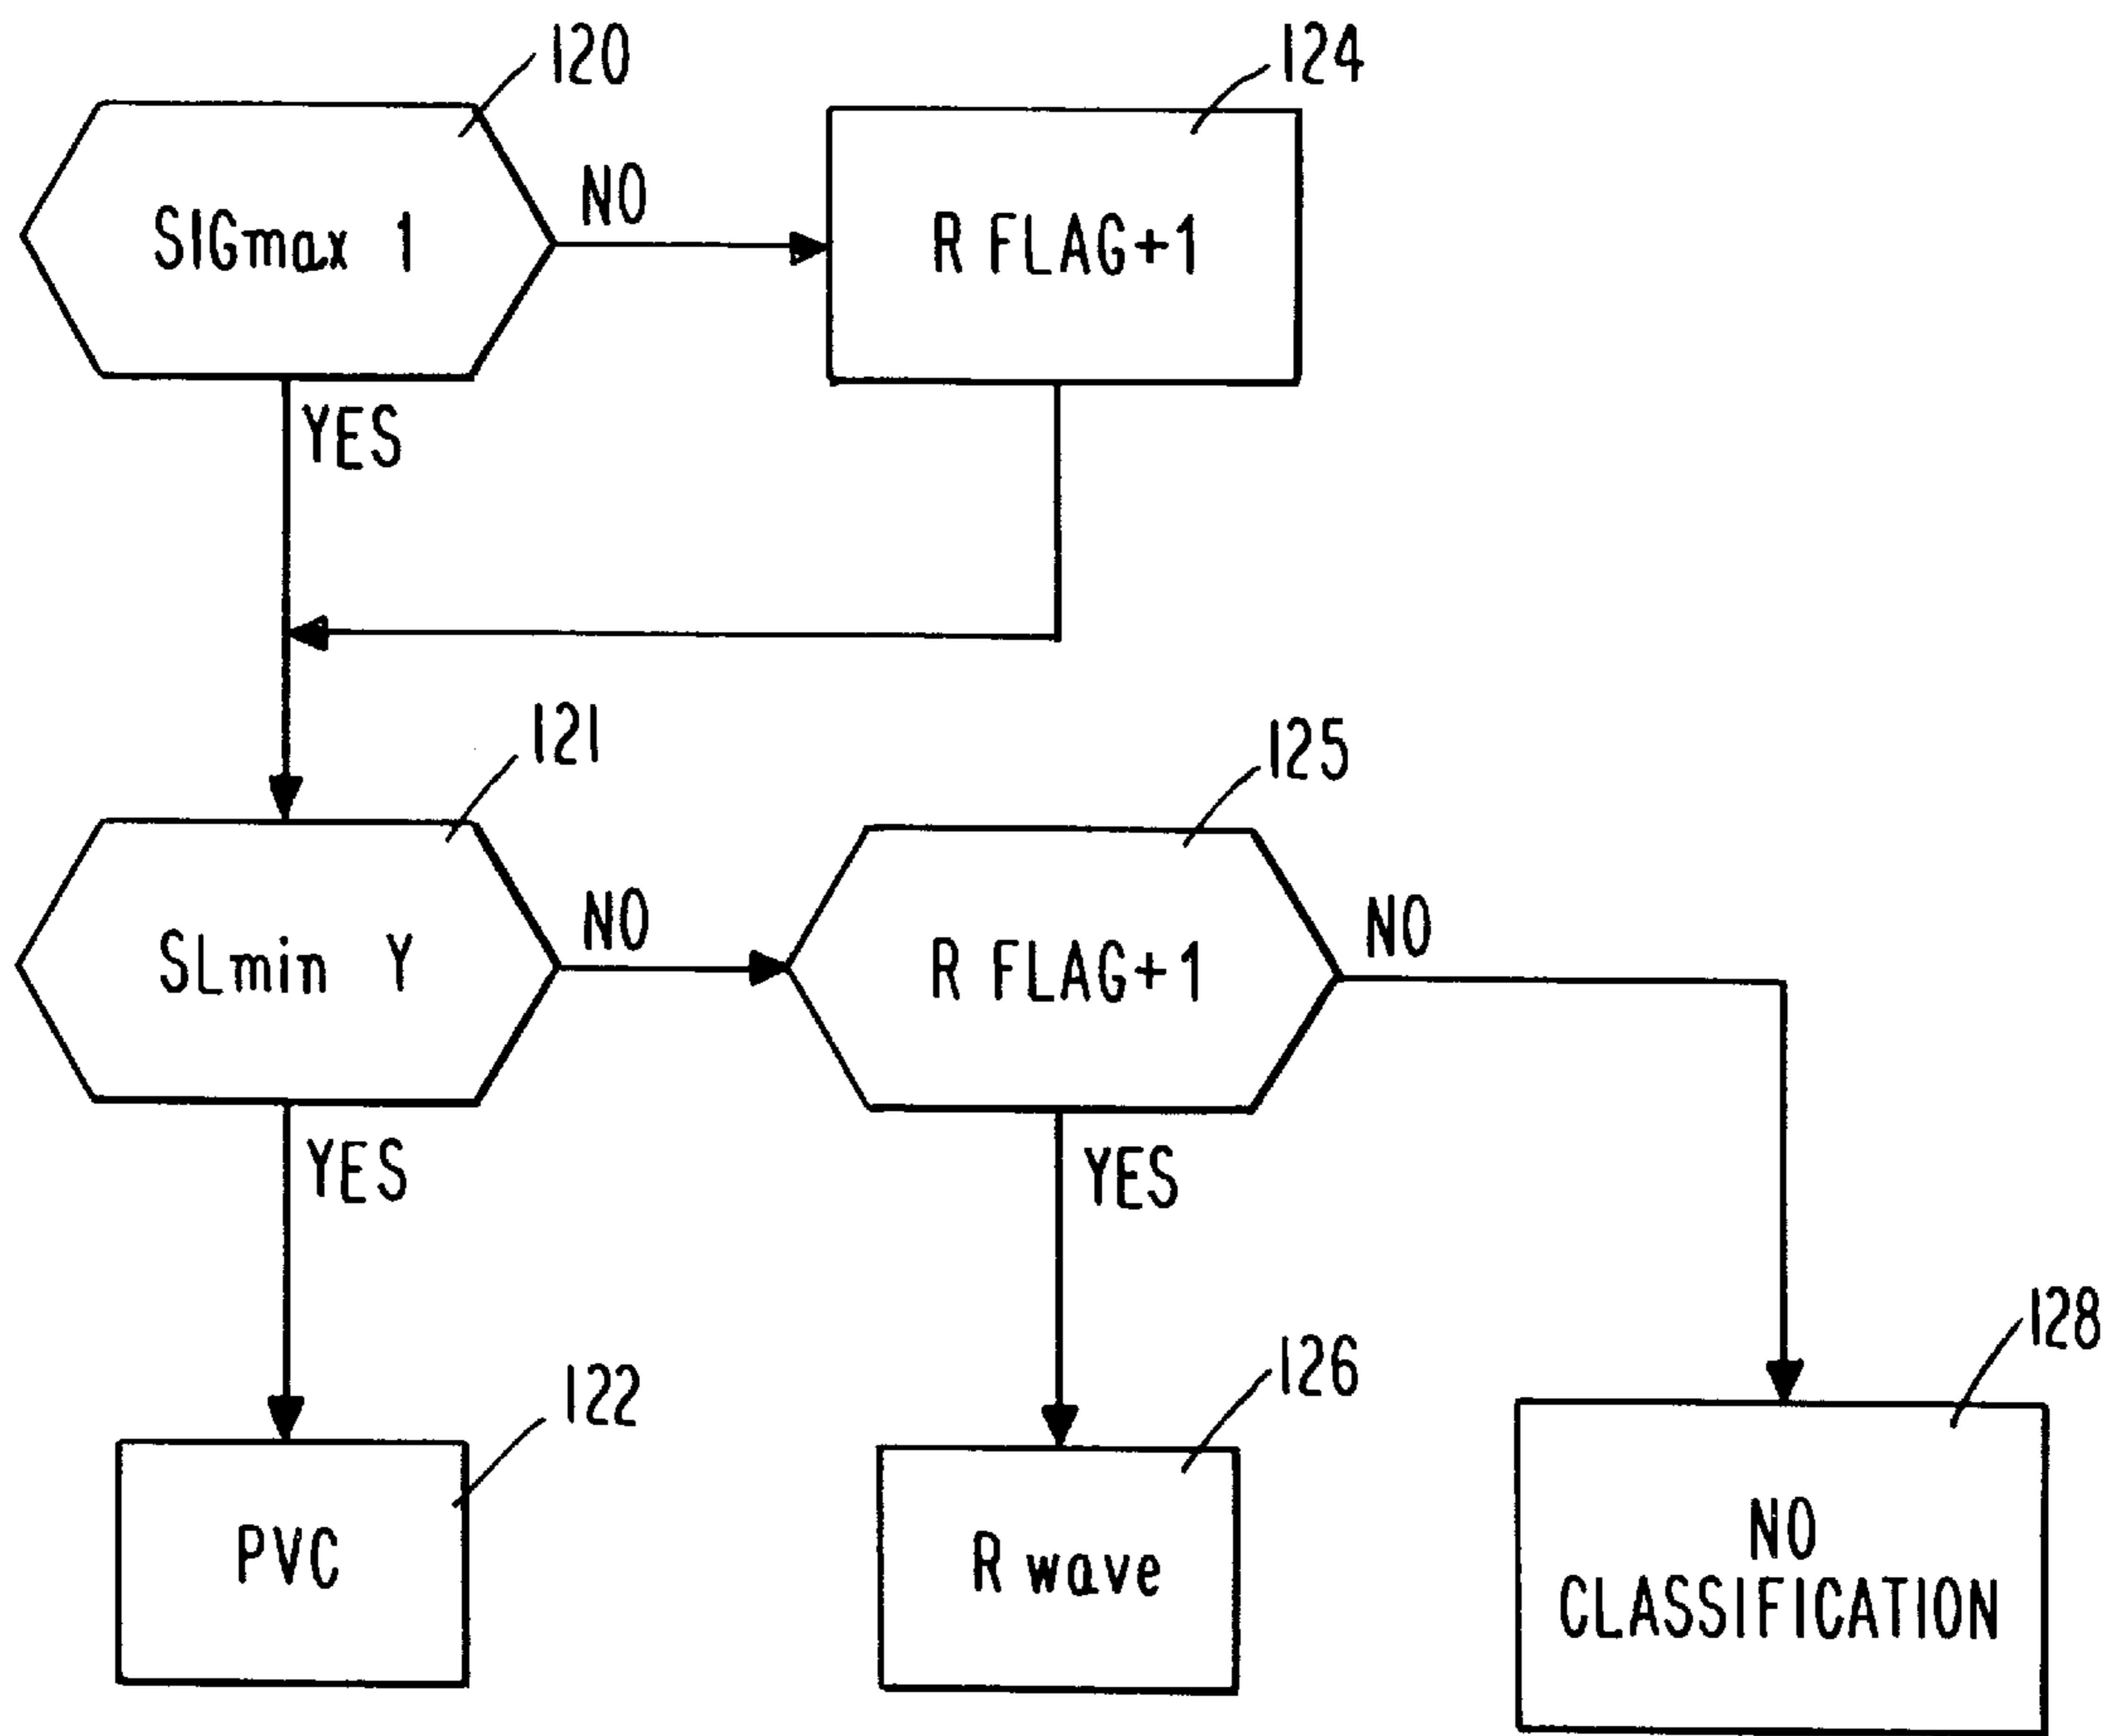 120
124
SIGmax 1
NO
R FLAG+1
YES
121
125
SLmin Y
NO
R FLAG+1
NO
YES
YES
122
126
128
PVC
R wave
NO
CLASSIFICATION